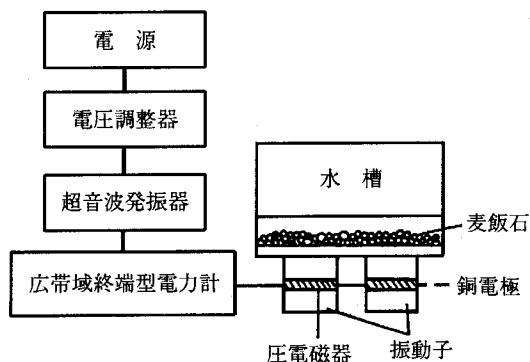 電源
電圧調整器
超音波発振器
広帯域終端型電力計
水槽
麦飯石
銅電極
圧電磁器
振動子